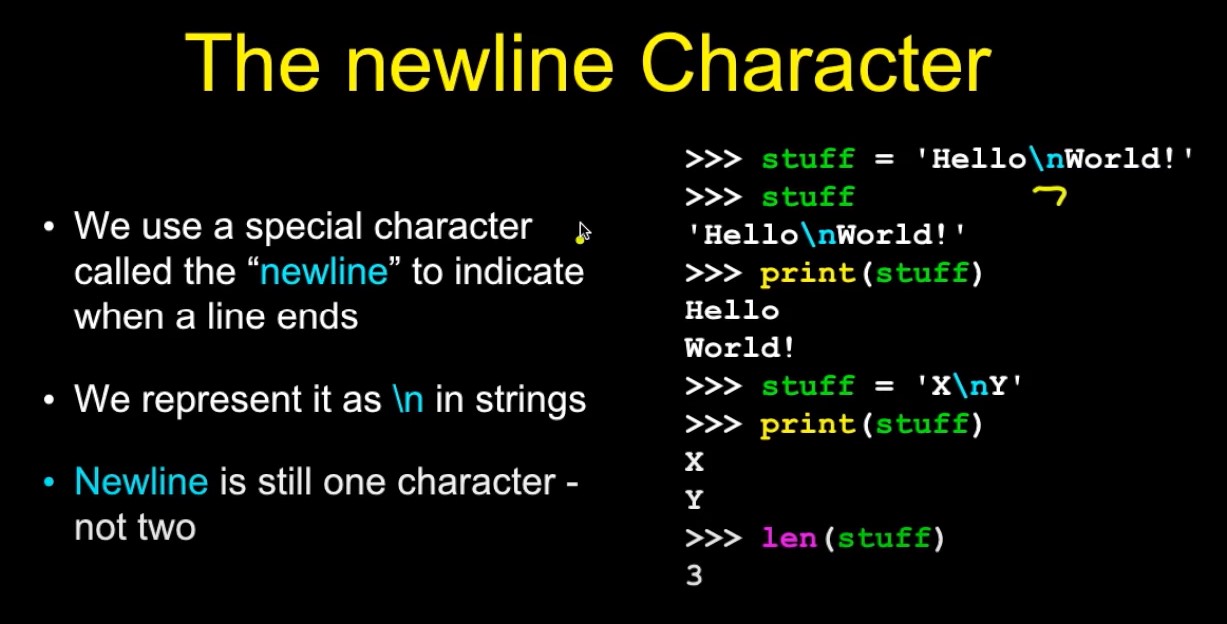 The newline Character
• We use a special character
called the “newline” to indicate
when a line ends
• We represent it as \n in strings
• Newline is still one character -
not two
>>> stuff = 'Hello\nWorld!'
>>> stuff
'Hello\nWorld!'
>>> print(stuff)
Hello
World!
>>> stuff = 'X\nY'
>>> print(stuff)
X
Y
>>> len(stuff)
3